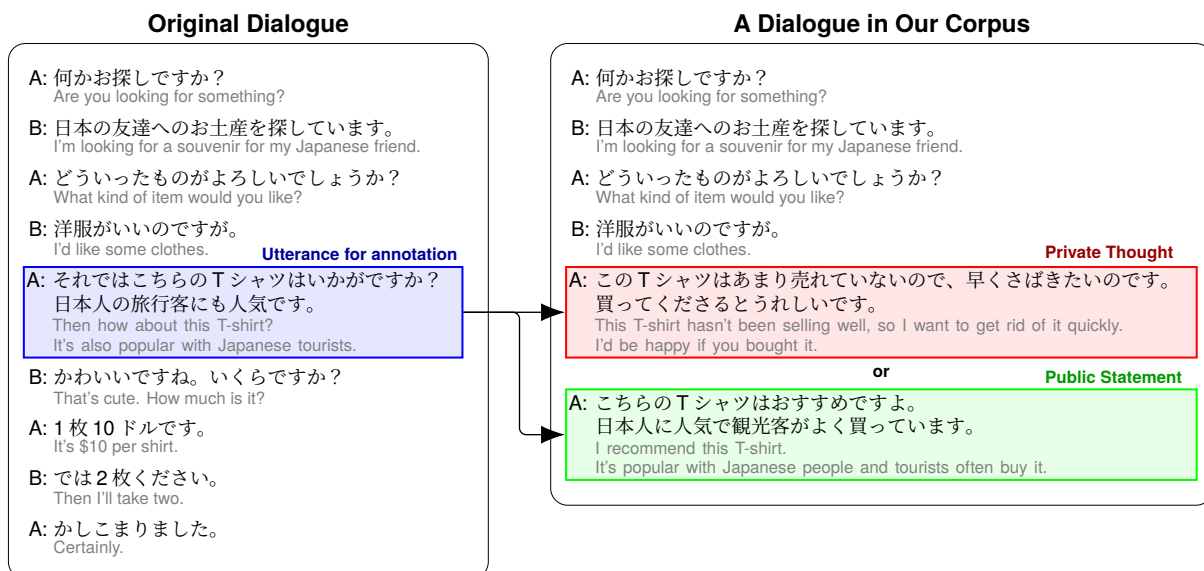 Original Dialogue
A: 何かお探しですか？
Are you looking for something?
B: 日本の友達へのお土産を探しています。
I'm looking for a souvenir for my Japanese friend.
A: どういったものがよろしいでしょうか？
What kind of item would you like?
B: 洋服がいいのですが。
I'd like some clothes.
Utterance for annotation
A: それではこちらのTシャツはいかがですか？
日本人の旅行客にも人気です。
Then how about this T-shirt?
It's also popular with Japanese tourists.
B: かわいいですね。いくらですか？
That's cute. How much is it?
A: 1枚10ドルです。
It's $10 per shirt.
B: では2枚ください。
Then I'll take two.
A: かしこまりました。
Certainly.
A Dialogue in Our Corpus
A: 何かお探しですか？
Are you looking for something?
B: 日本の友達へのお土産を探しています。
I'm looking for a souvenir for my Japanese friend.
A: どういったものがよろしいでしょうか？
What kind of item would you like?
B: 洋服がいいのですが。
I'd like some clothes.
Private Thought
A: このTシャツはあまり売れていないので、早くさばきたいのです。
買ってくださるとうれしいです。
This T-shirt hasn't been selling well, so I want to get rid of it quickly.
I'd be happy if you bought it.
or
Public Statement
A: こちらのTシャツはおすすめですよ。
日本人に人気で観光客がよく買っています。
I recommend this T-shirt.
It's popular with Japanese people and tourists often buy it.